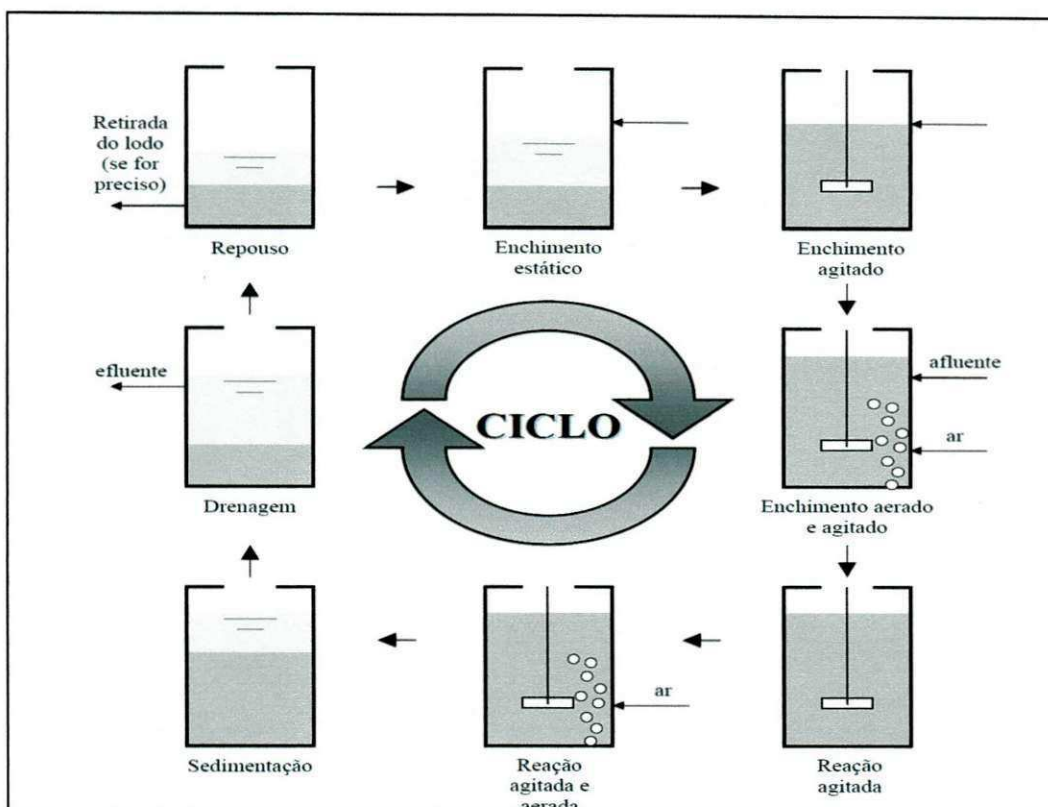 Retirada
do lodo
(se for
preciso)
Repouso
Enchimento
estático
Enchimento
agitado
efluente
Drenagem
CICLO
afluente
ar
Enchimento aerado
e agitado
Sedimentação
Reação
agitada e
aerada
ar
Reação
agitada